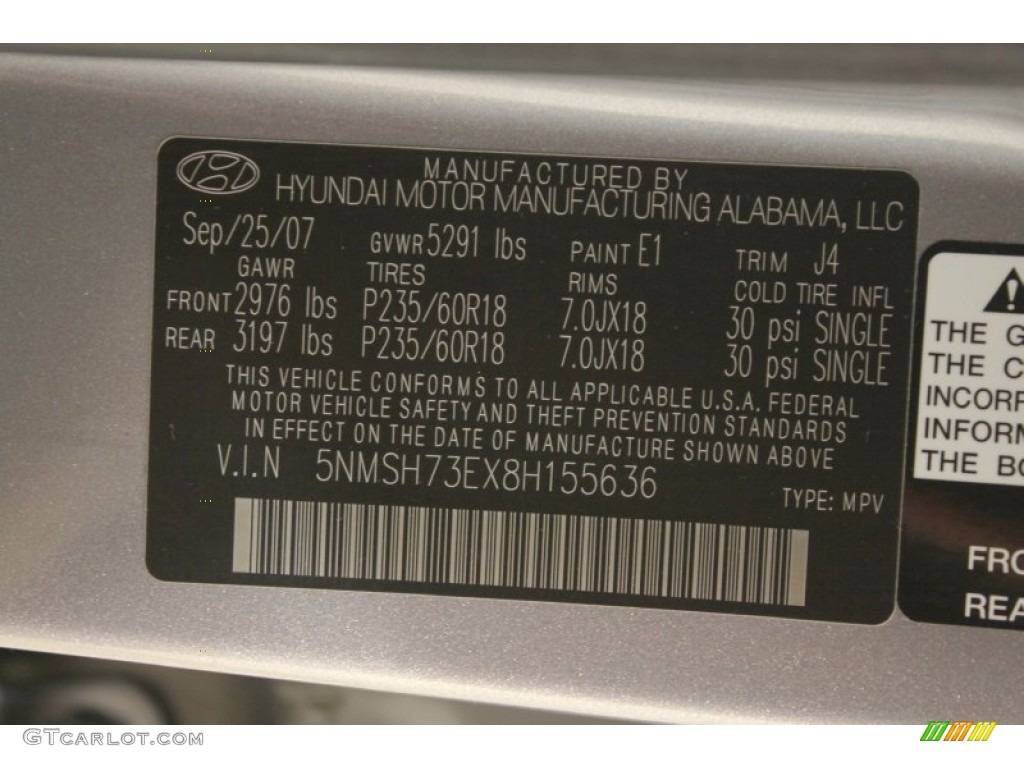 MANUFACTURED BY
HYUNDAI MOTOR MANUFACTURING ALABAMA, LLC
Sep/25/07 GVWR 5291 lbs PAINT E1 TRIM J4
GAWR TIRES RIMS COLD TIRE INFL
FRONT 2976 lbs P235/60R18 7.0JX18 30 psi SINGLE
REAR 3197 lbs P235/60R18 7.0JX18 30 psi SINGLE
THIS VEHICLE CONFORMS TO ALL APPLICABLE U.S.A. FEDERAL
MOTOR VEHICLE SAFETY AND THEFT PREVENTION STANDARDS
IN EFFECT ON THE DATE OF MANUFACTURE SHOWN ABOVE
V.I.N 5NMSH73EX8H155636
TYPE: MPV
THE G
THE C
INCORF
INFORM
THE BO
FRO
REA
GTCarlot.com